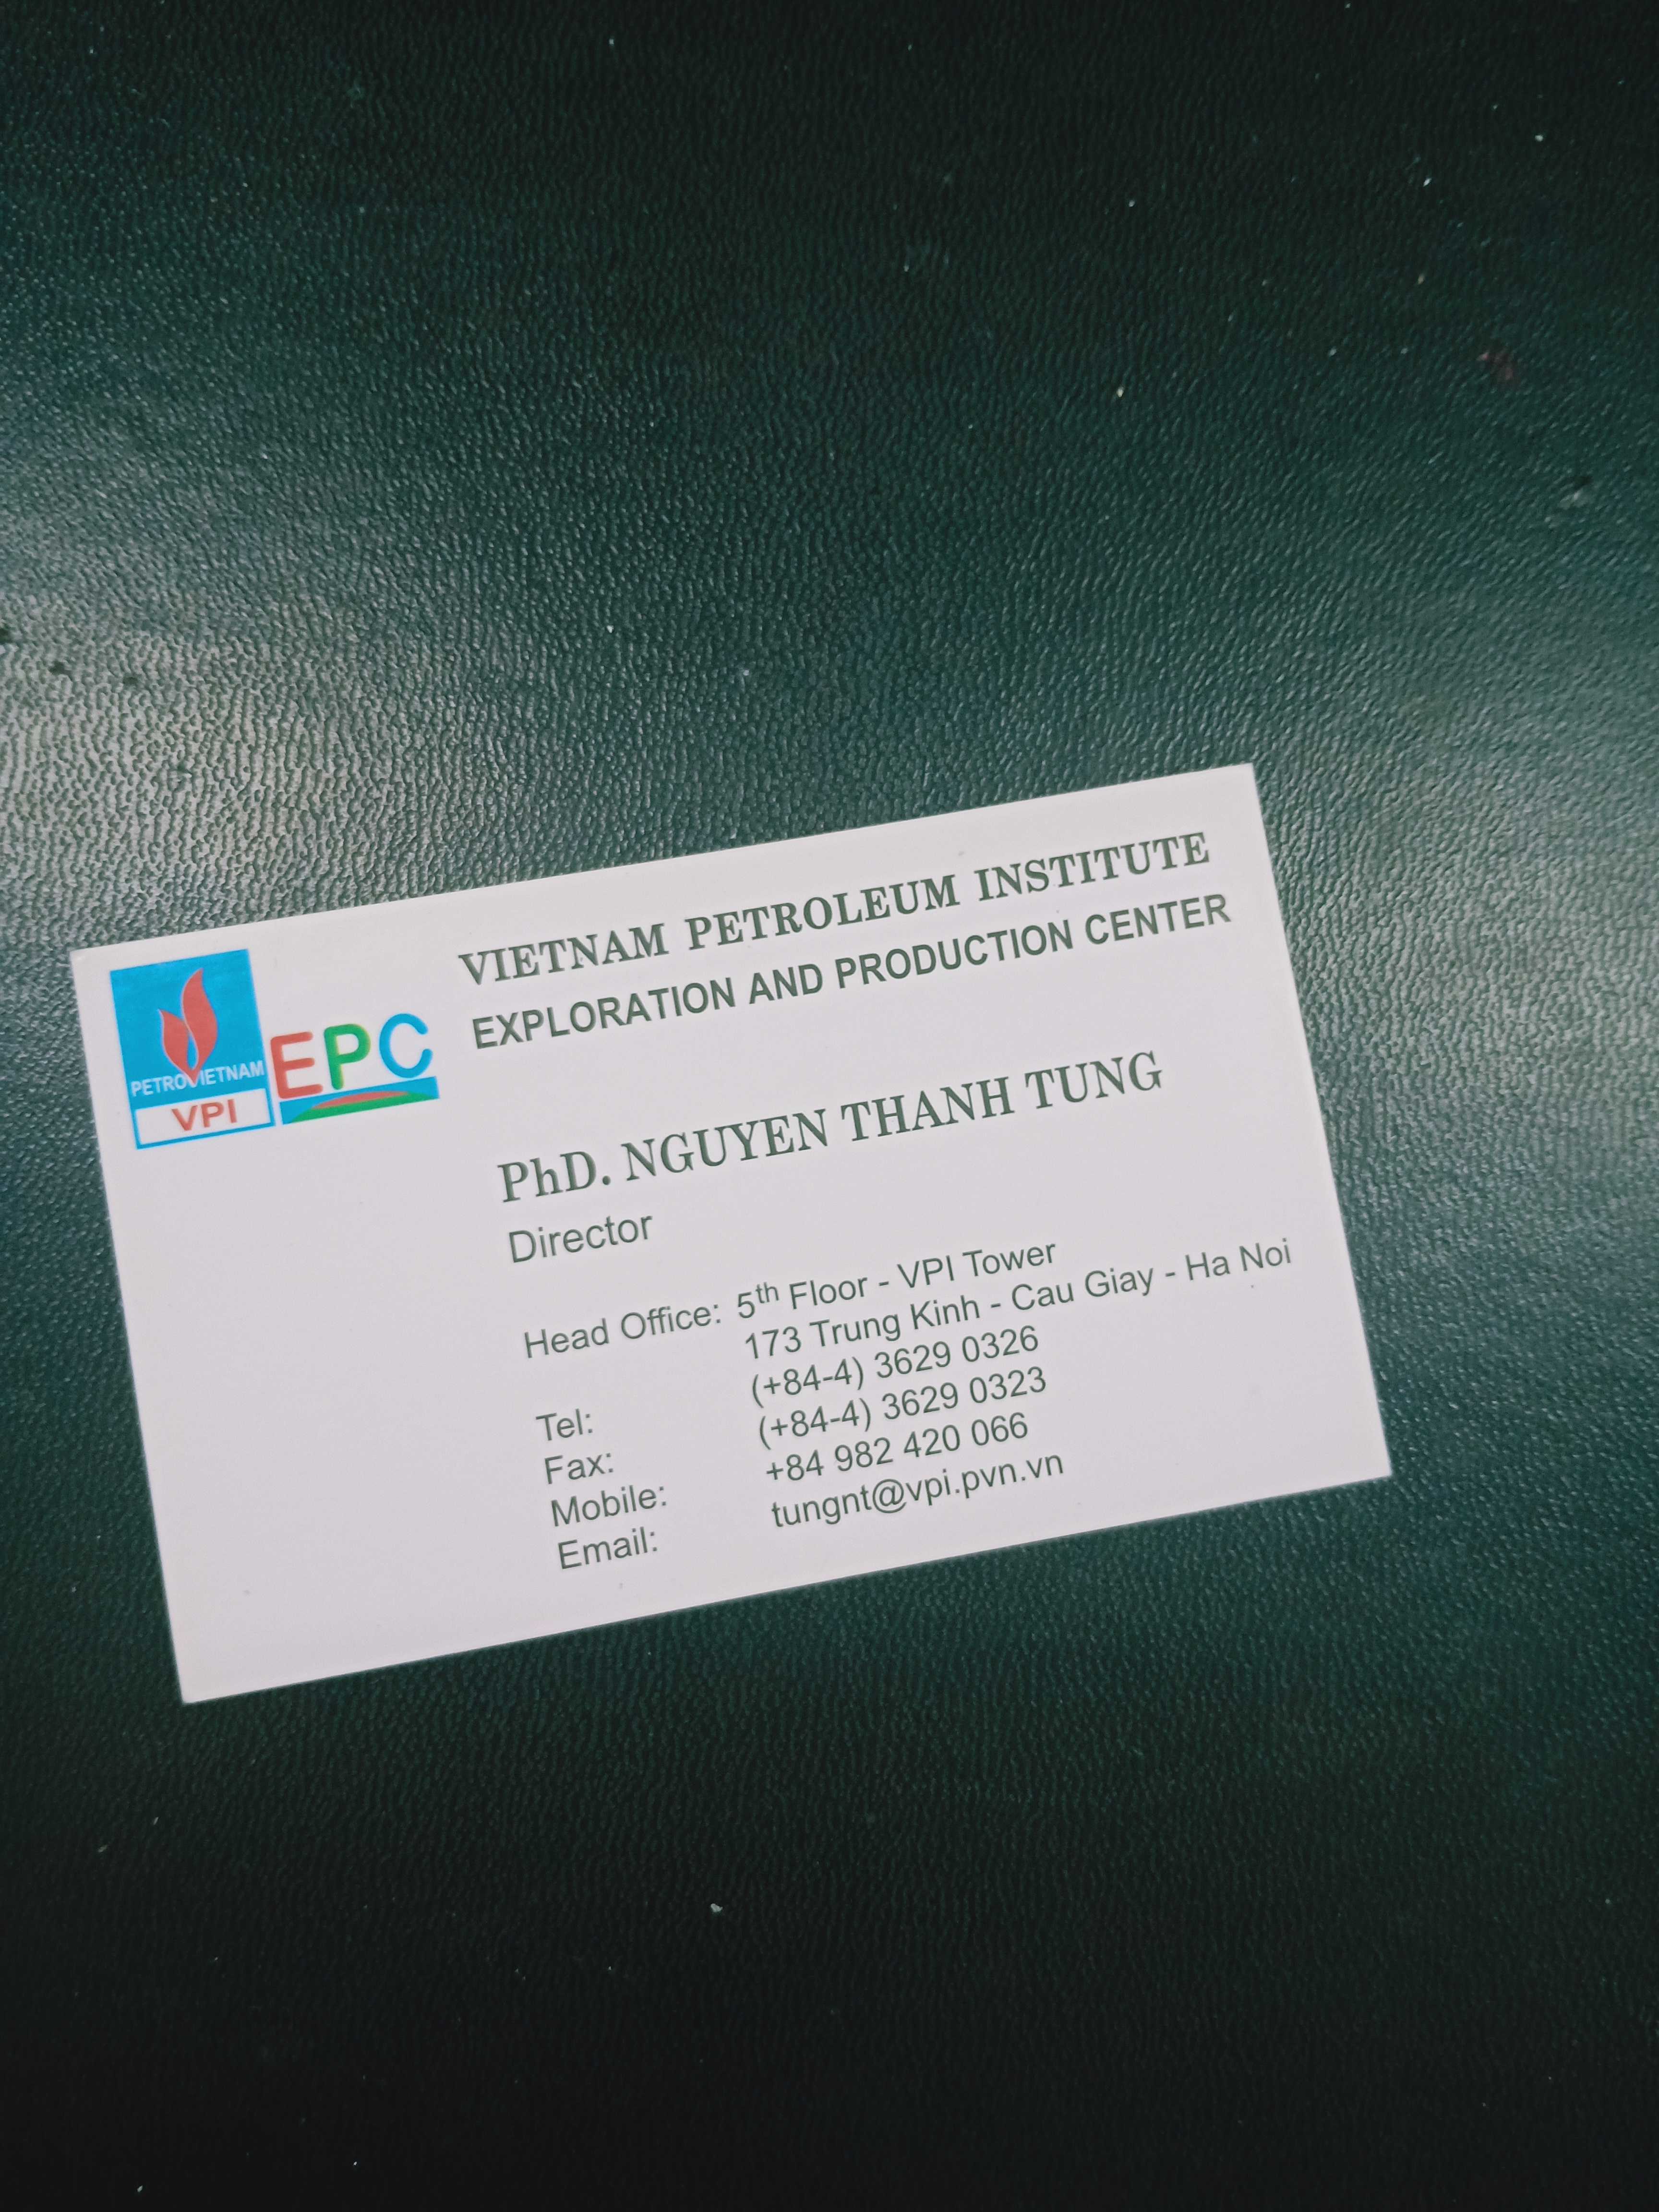 VIETNAM PETROLEUM INSTITUTE
EXPLORATION AND PRODUCTION CENTER
PETROVIETNAM
VPI
EPC
PhD. NGUYEN THANH TUNG
Director
Head Office: 5th Floor - VPI Tower
173 Trung Kinh - Cau Giay - Ha Noi
Tel: (+84-4) 3629 0326
Fax: (+84-4) 3629 0323
Mobile: +84 982 420 066
Email: tungnt@vpi.pvn.vn